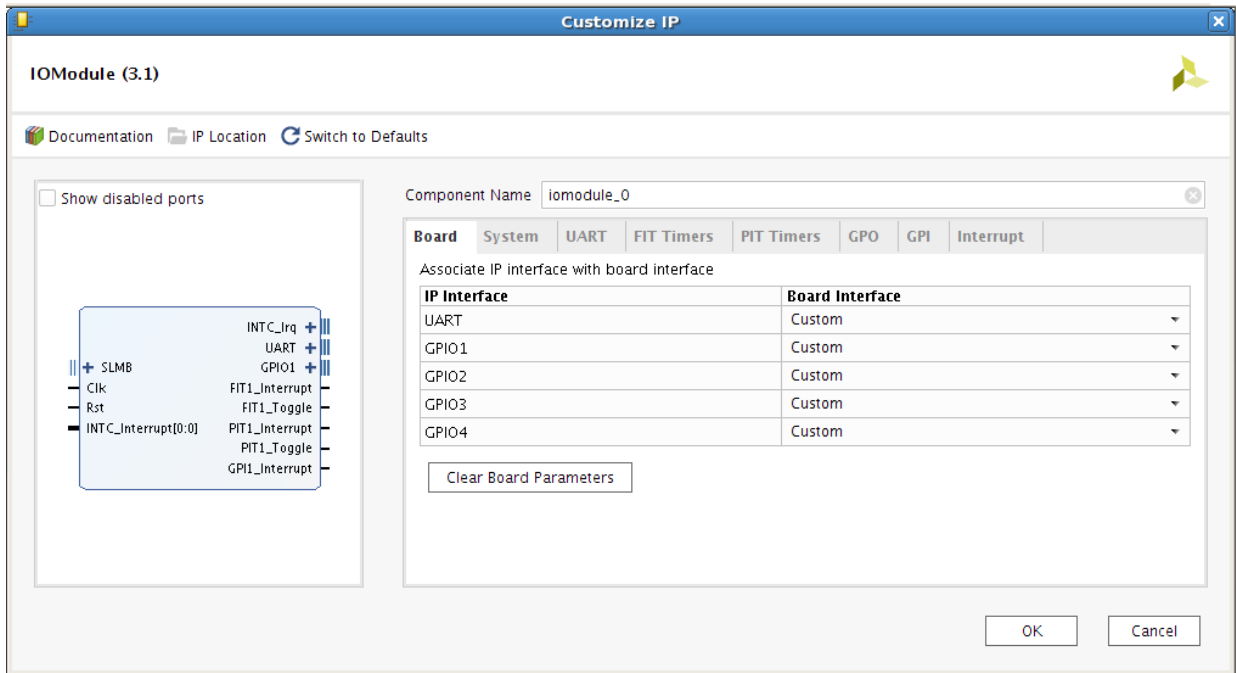 Customize IP
IOModule (3.1)
Documentation IP Location Switch to Defaults
Show disabled ports
INTC_Irq
UART
SLMB GPIO1
Clk FIT1_Interrupt
Rst FIT1_Toggle
INTC_Interrupt[0:0] PIT1_Interrupt
PIT1_Toggle
GPI1_Interrupt
Component Name iomodule_0
Board System UART FIT Timers PIT Timers GPO GPI Interrupt
Associate IP interface with board interface
IP Interface Board Interface
UART Custom
GPIO1 Custom
GPIO2 Custom
GPIO3 Custom
GPIO4 Custom
Clear Board Parameters
OK Cancel